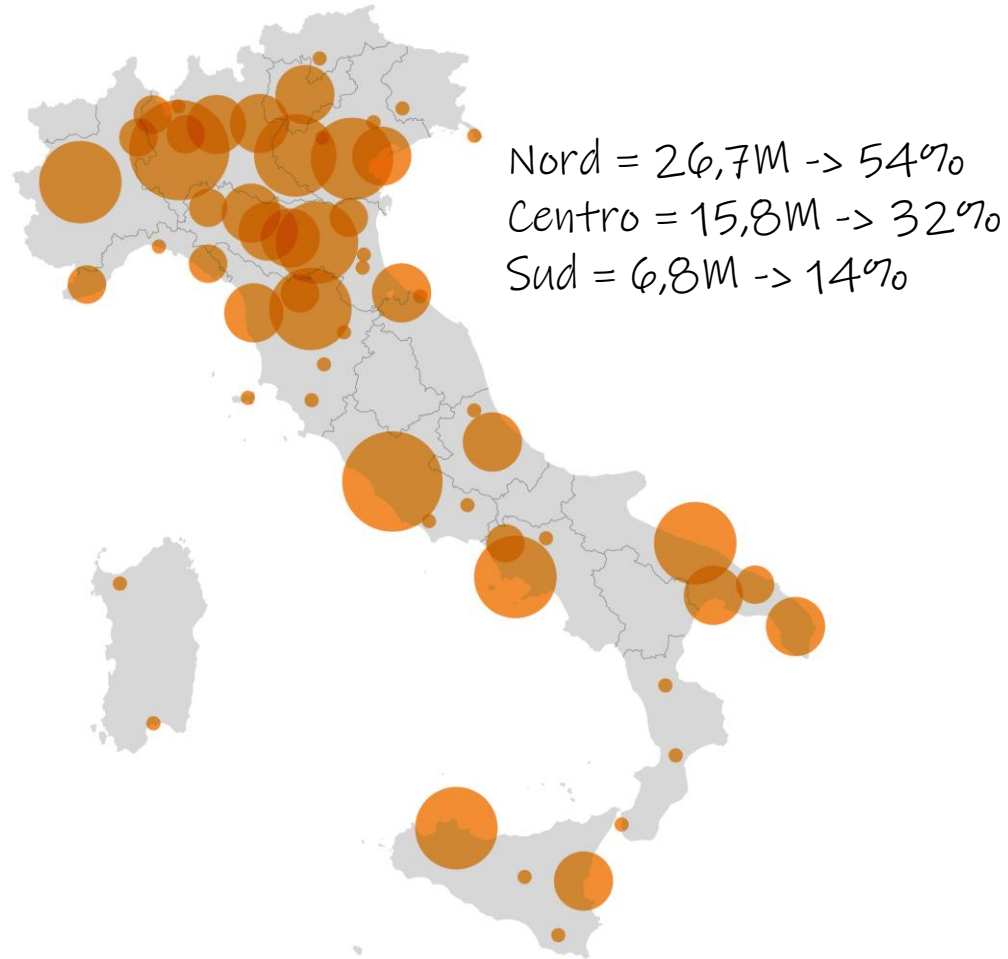 Nord = 26,7M -> 54%
Centro = 15,8M -> 32%
Sud = 6,8M -> 14%